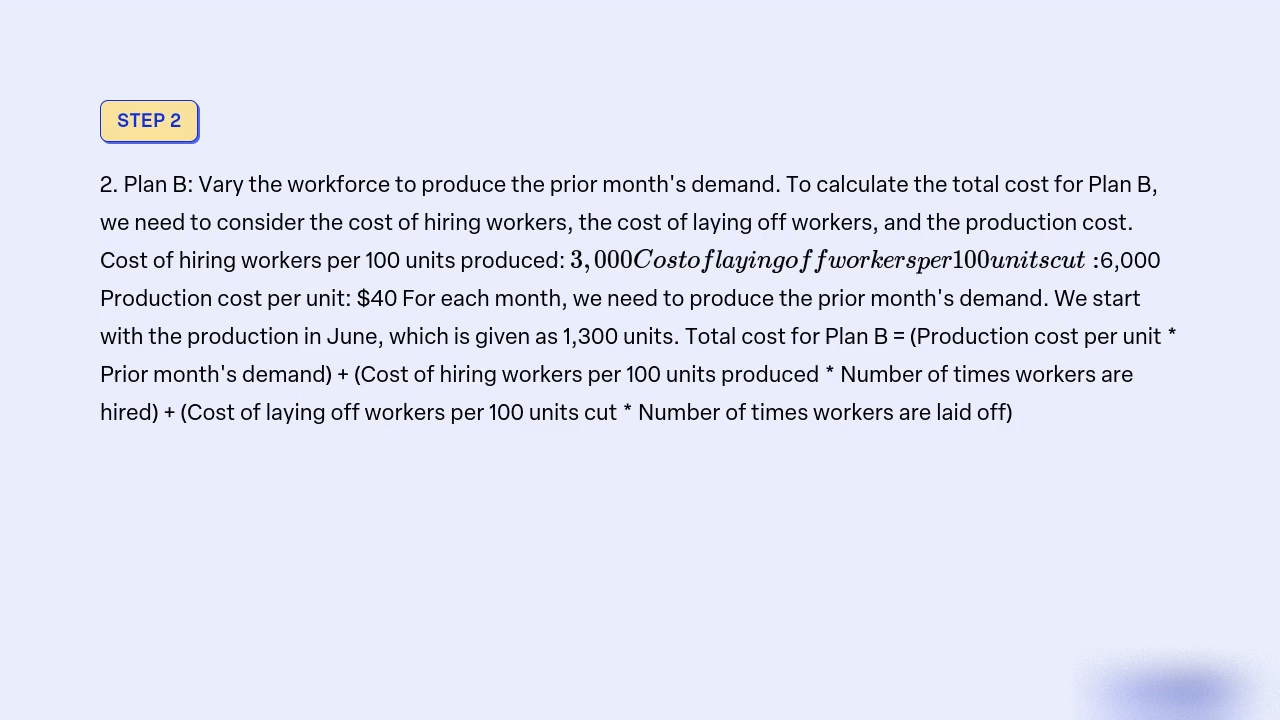 STEP 2
2. Plan B: Vary the workforce to produce the prior month's demand. To calculate the total cost for Plan B,
we need to consider the cost of hiring workers, the cost of laying off workers, and the production cost.
Cost of hiring workers per 100 units produced: 3,000Costoflayingoffworkersper100unitscut:6,000
Production cost per unit: $40 For each month, we need to produce the prior month's demand. We start
with the production in June, which is given as 1,300 units. Total cost for Plan B = (Production cost per unit *
Prior month's demand) + (Cost of hiring workers per 100 units produced * Number of times workers are
hired) + (Cost of laying off workers per 100 units cut * Number of times workers are laid off)